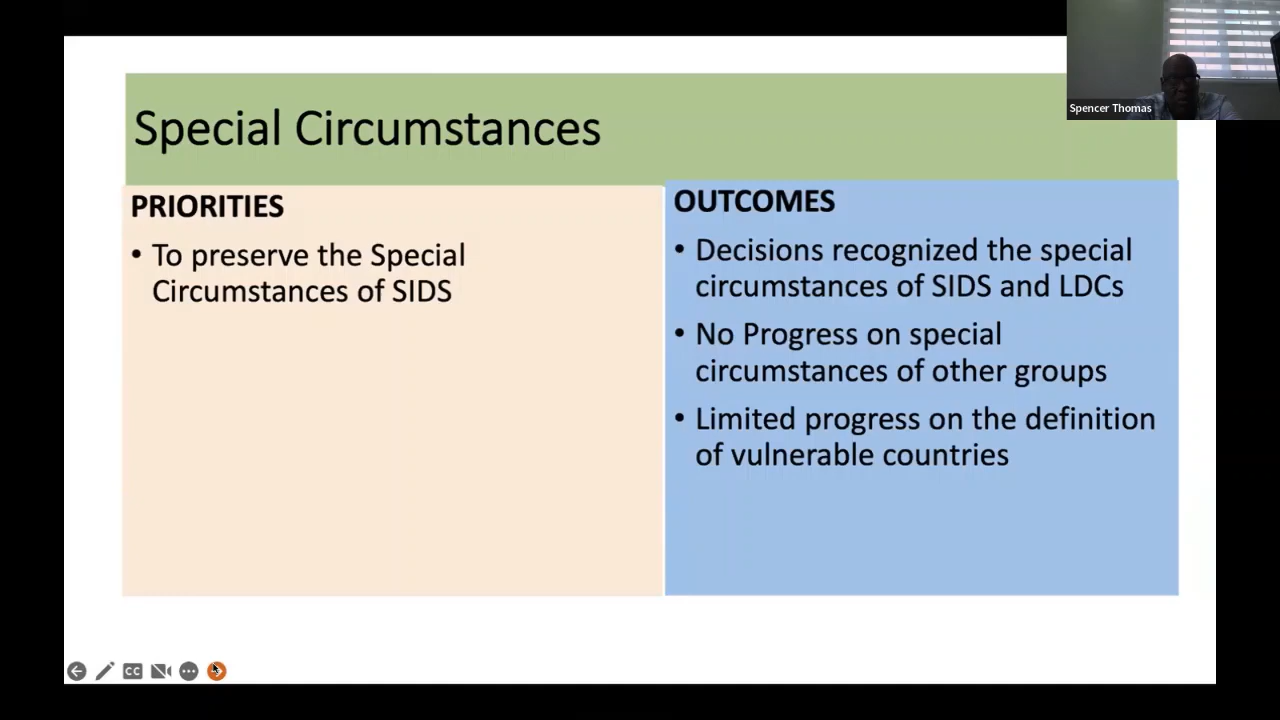 Special Circumstances
Spencer Thomas
PRIORITIES
• To preserve the Special
Circumstances of SIDS
OUTCOMES
• Decisions recognized the special
circumstances of SIDS and LDCs
• No Progress on special
circumstances of other groups
• Limited progress on the definition
of vulnerable countries
CC